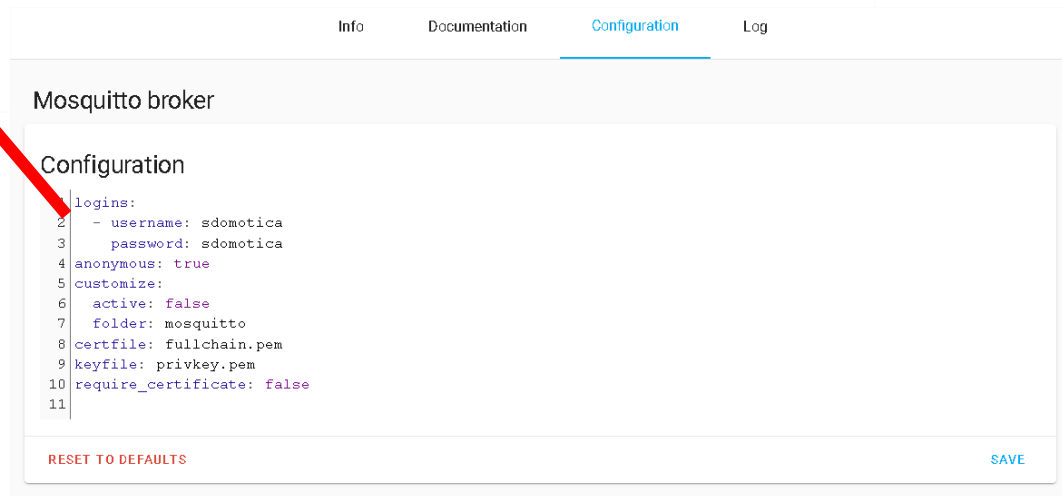 Info Documentation Configuration Log
Mosquitto broker
Configuration
logins:
2 - username: sdomotica
3 password: sdomotica
4 anonymous: true
5 customize:
6 active: false
7 folder: mosquitto
8 certfile: fullchain.pem
9 keyfile: privkey.pem
10 require_certificate: false
11
RESET TO DEFAULTS SAVE